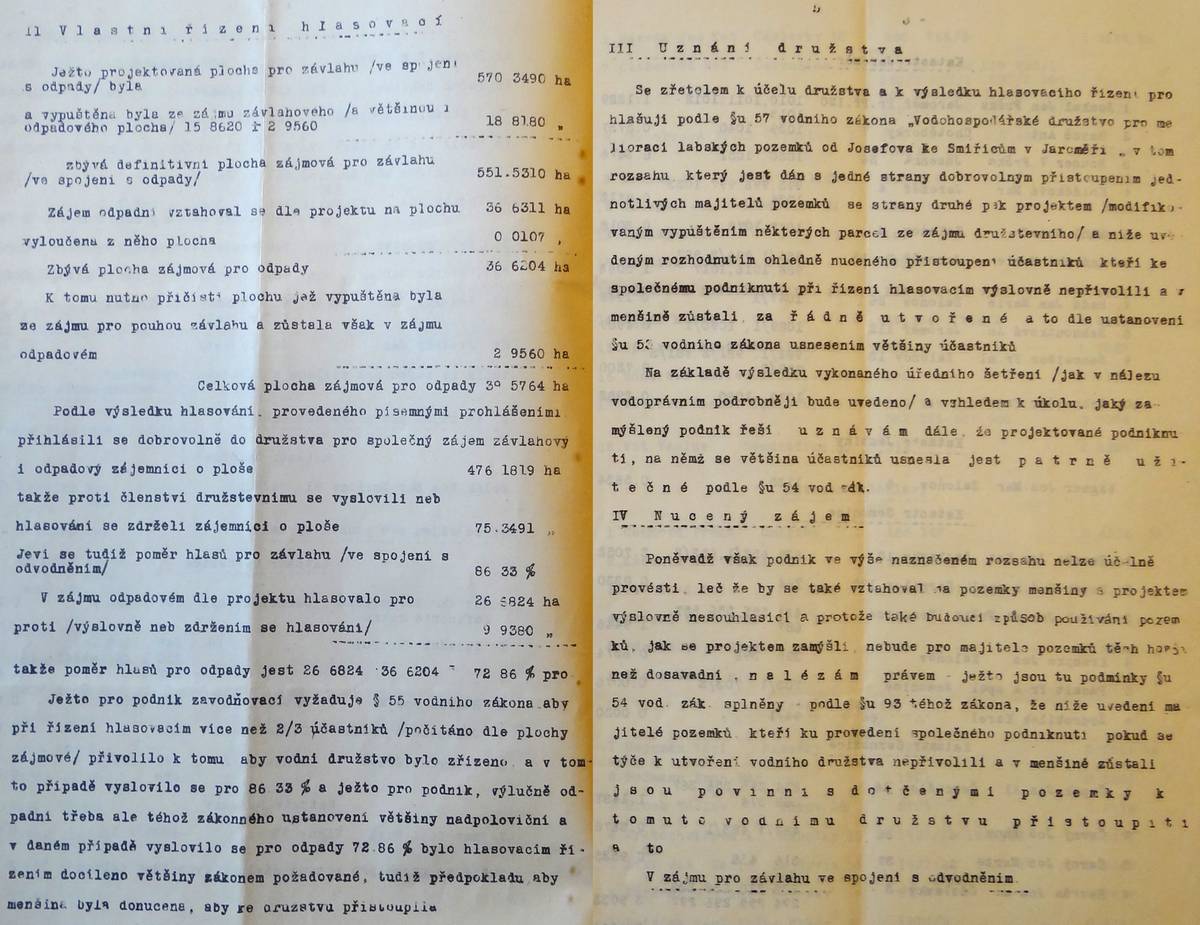 II Vlastní řízení hlasovací
Ježto projektovaná plocha pro závlahu /ve spojení
s odpady/ byla 570 3490 ha
a vypuštěna byla ze zájmu závlahoveho /a většinou i
odpadového plocha/ 15 8620 + 2 9560 18 8180 „
zbývá definitivní plocha zájmová pro závlahu
/ve spojení s odpady/ 551.5310 ha
Zájem odpadní vztahoval se dle projektu na plochu 36 6311 ha
vyloučena z něho plocha 0 0107 „
Zbývá plocha zájmová pro odpady 36 6204 ha
K tomu nutno přičísti plochu jež vypuštěna byla
ze zájmu pro pouhou závlahu a zůstala však v zájmu
odpadovém 2 9560 ha
Celková plocha zájmová pro odpady 39 5764 ha
Podle výsledku hlasování, provedeného písemnými prohlášeními
přihlásili se dobrovolně do družstva pro společný zájem závlahový
i odpadový zájemníci o ploše 476 1819 ha
takže proti členství družstevnímu se vyslovili neb
hlasování se zdrželi zájemníci o ploše 75.3491 „
Jeví se tudíž poměr hlasů pro závlahu /ve spojení s
odvodněním/ 86 33 %
V zájmu odpadovém dle projektu hlasovalo pro 26 6824 ha
proti /výslovně neb zdržením se hlasování/ 9 9380 „
takže poměr hlasů pro odpady jest 26 6824 : 36 6204 = 72 86 % pro
Ježto pro podnik zavodňovací vyžaduje § 55 vodního zákona aby
při řízení hlasovacím více než 2/3 účastníků /počítáno dle plochy
zájmové/ přivolilo k tomu aby vodní družstvo bylo zřízeno a v tom-
to případě vyslovilo se pro 86 33 % a ježto pro podnik, výlučně od-
padní třeba ale téhož zákonného ustanovení většiny nadpoloviční a
v daném případě vyslovilo se pro odpady 72.86 % bylo hlasovacím ří-
zením docíleno většiny zákonem požadované, tudíž předpokladu aby
menšina byla donucena, aby ke družstvu přistoupila
5
III Uznání družstva
Se zřetelem k účelu družstva a k výsledku hlasovacího řízení pro
hlašuji podle §u 57 vodního zákona „Vodohospodářské družstvo pro me
lioraci labských pozemků od Josefova ke Smiřicům v Jaroměři „ v tom
rozsahu který jest dán s jedné strany dobrovolným přistoupením jed-
notlivých majitelů pozemků se strany druhé pak projektem /modifiko-
vaným vypuštěním některých parcel ze zájmu družstevního/ a níže uve
deným rozhodnutím ohledně nuceného přistoupení účastníků kteří ke
společnému podniknutí při řízení hlasovacím výslovně nepřivolili a v
menšině zůstali, za řádně utvořené a to dle ustanovení
§u 53 vodního zákona usnesením většiny účastníků
Na základě výsledku vykonaného úředního šetření /jak v nálezu
vodoprávním podrobněji bude uvedeno/ a vzhledem k úkolu, jaký za
mýšlený podnik řeší uznávám dále, že projektované podniknu
tí, na němž se většina účastníků usnesla jest patrně uži-
tečné podle §u 54 vod zák.
IV Nucený zájem
Poněvadž však podnik ve výše naznačeném rozsahu nelze účelně
provésti, leč že by se také vztahoval na pozemky menšiny s projektem
výslovně nesouhlasící a protože také budoucí způsob používání pozem
ků, jak se projektem zamýšlí, nebude pro majitele pozemků těch horší
než dosavadní , nalézám právem - ježto jsou tu podmínky §u
54 vod. zák. splněny - podle §u 93 téhož zákona, že níže uvedení ma
jitelé pozemků kteří ku provedení společného podniknutí pokud se
týče k utvoření vodního družstva nepřivolili a v menšině zůstali
jsou povinni s dotčenými pozemky k
tomuto vodnímu družstvu přistoupiti
a to
V zájmu pro závlahu ve spojení s odvodněním.